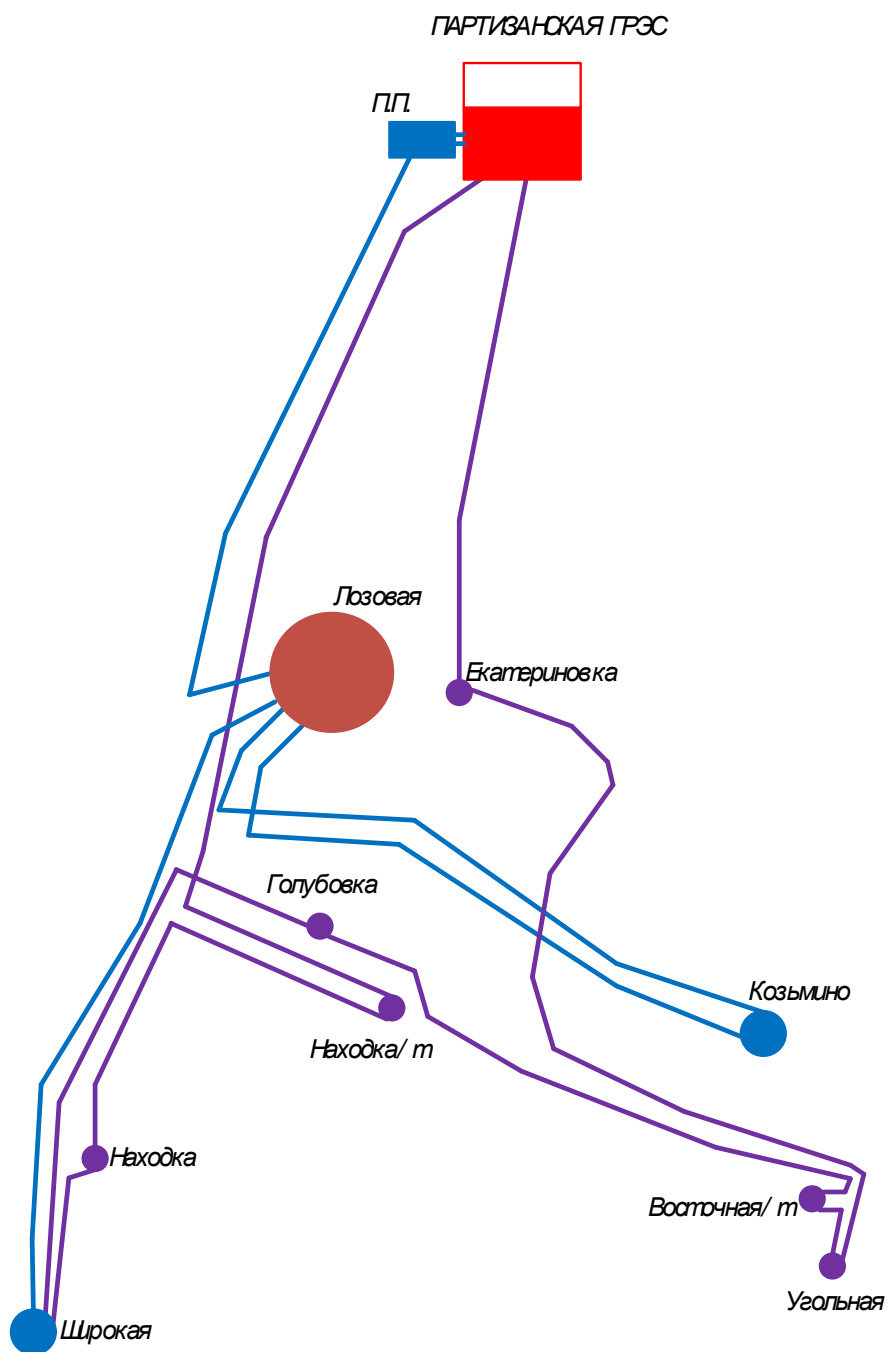 ПАРТИЗАНСКАЯ ГРЭС
П.П.
Лозовая
Екатериновка
Голубовка
Козьмино
Находка/ т
Находка
Восточная/ т
Угольная
Широкая